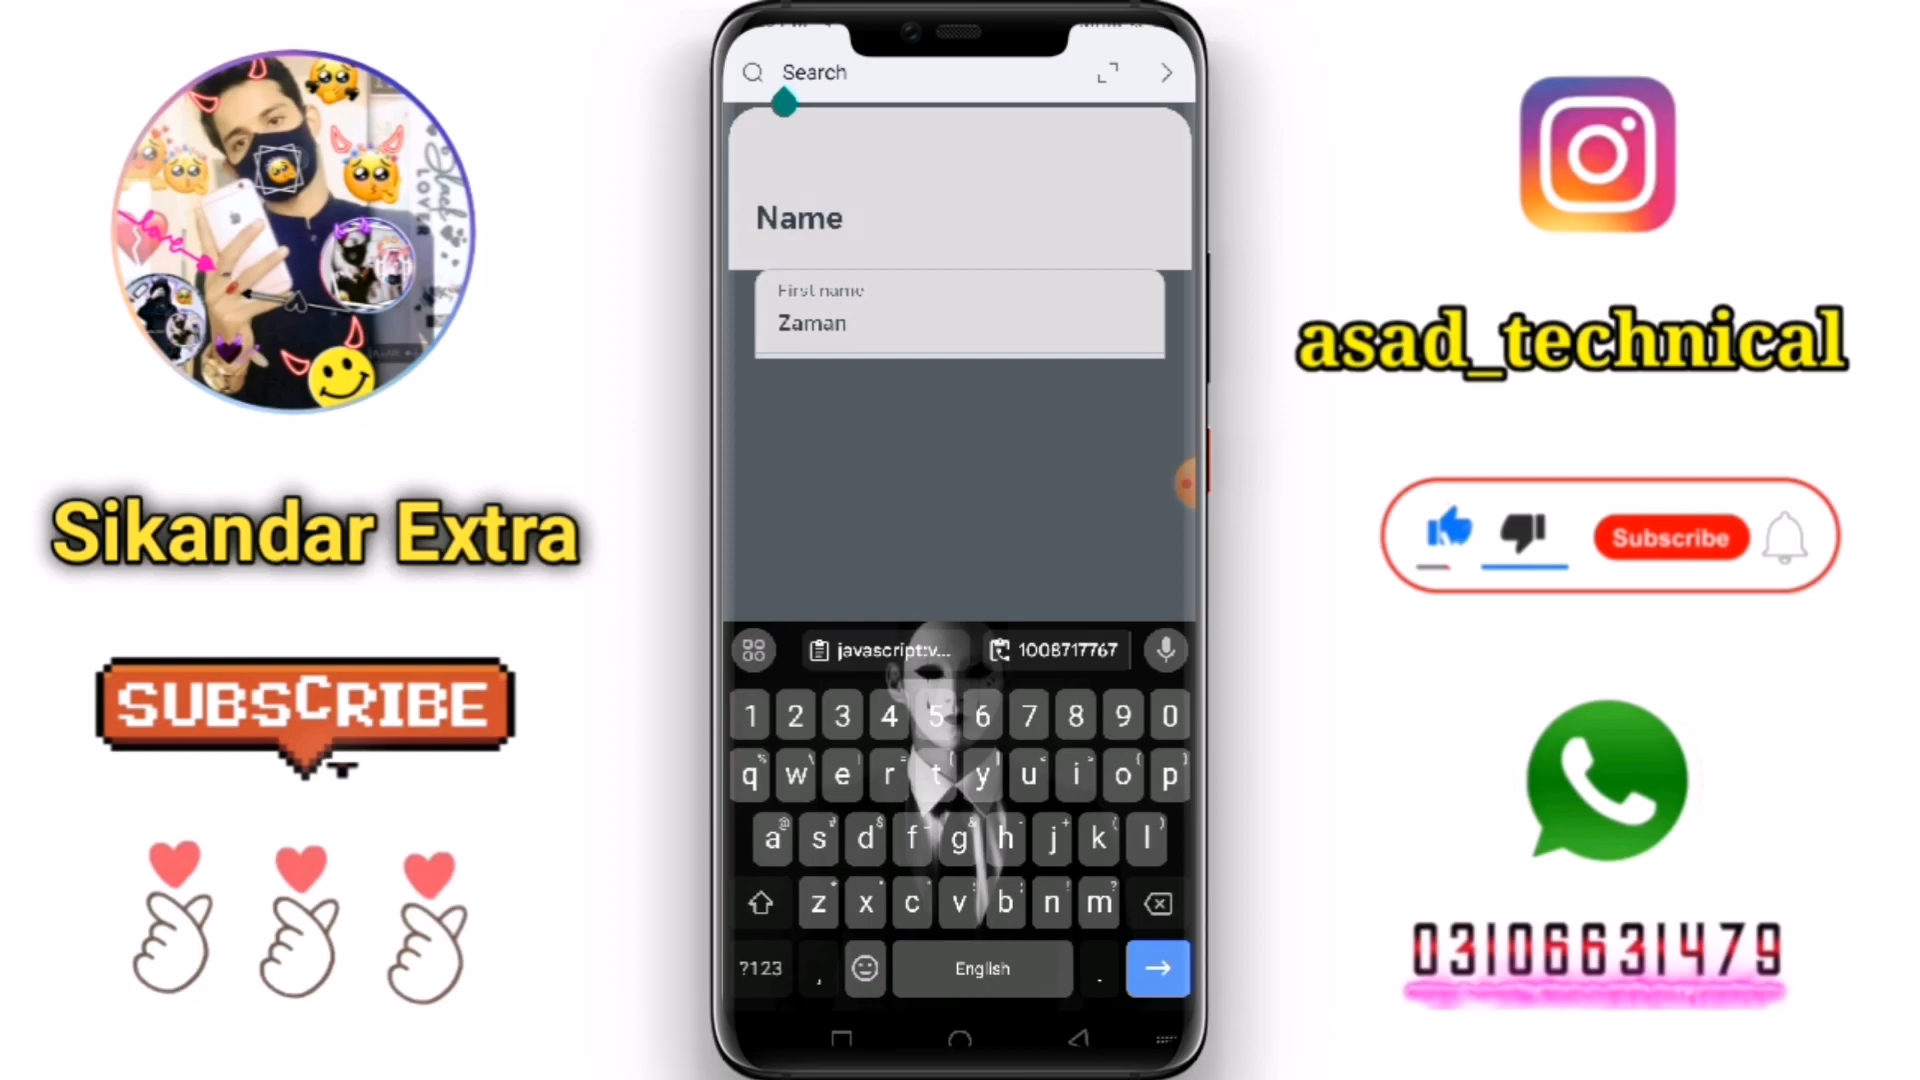 Search
Name
First name
Zaman
javascript:v...
1008717767
1 2 3 4 5 6 7 8 9 0
q w e r t y u i o p
a s d f g h j k l
z x c v b n m
?123 , English .
Sikandar Extra
SUBSCRIBE
asad_technical
Subscribe
03106631479